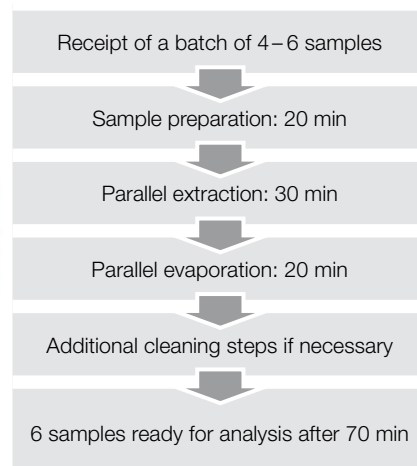 Receipt of a batch of 4 – 6 samples
Sample preparation: 20 min
Parallel extraction: 30 min
Parallel evaporation: 20 min
Additional cleaning steps if necessary
6 samples ready for analysis after 70 min